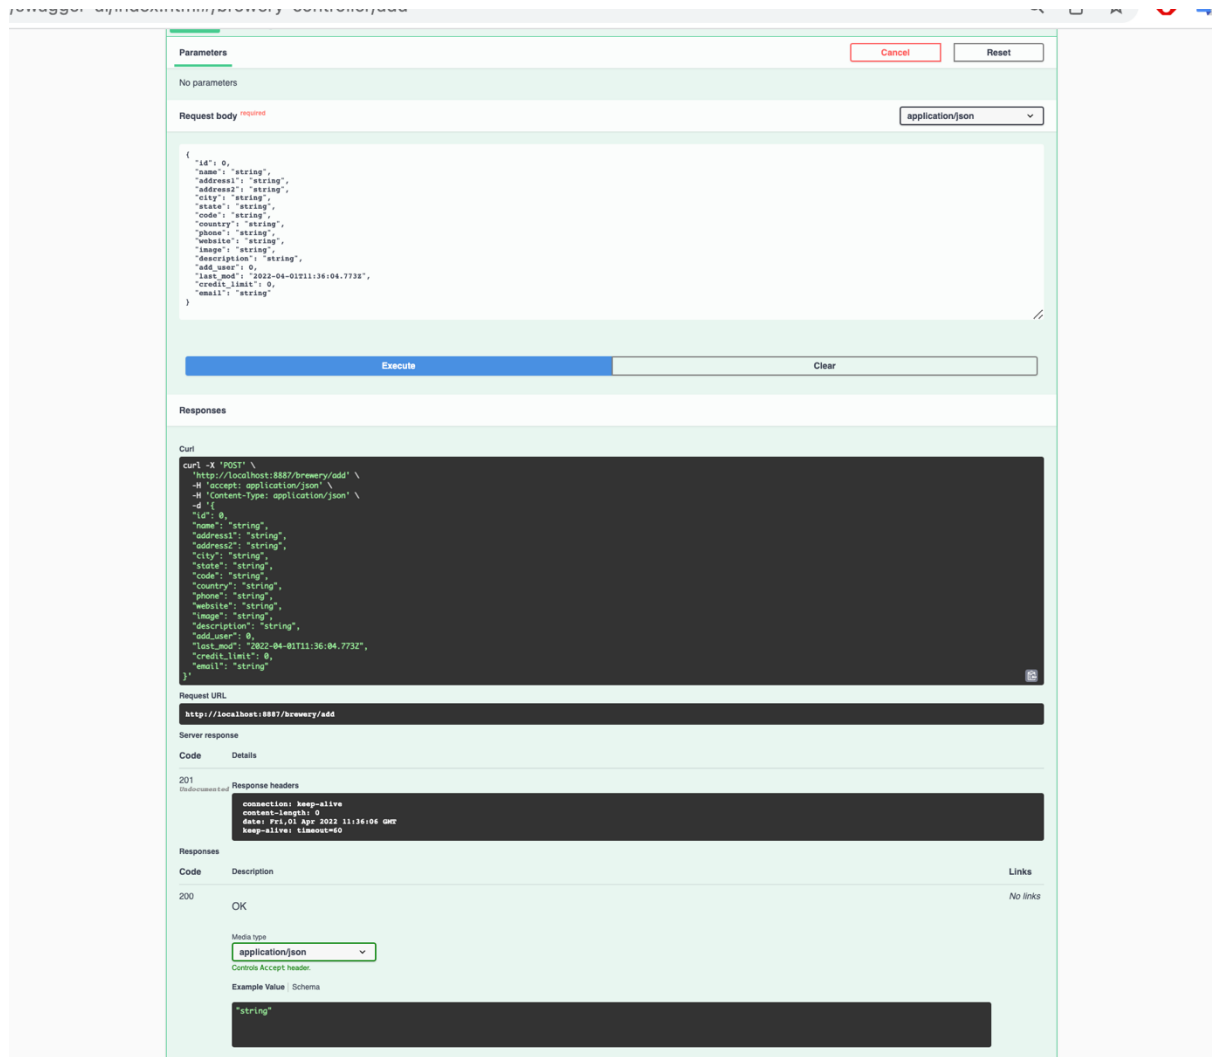 /swagger-ui/index.html#/brewery-controller/add
Parameters
Cancel
Reset
No parameters
Request body required
application/json
{
  "id": 0,
  "name": "string",
  "address1": "string",
  "address2": "string",
  "city": "string",
  "state": "string",
  "code": "string",
  "country": "string",
  "phone": "string",
  "website": "string",
  "image": "string",
  "description": "string",
  "add_user": 0,
  "last_mod": "2022-04-01T11:36:04.773Z",
  "credit_limit": 0,
  "email": "string"
}
Execute
Clear
Responses
Curl
curl -X 'POST' \
  'http://localhost:8887/brewery/add' \
  -H 'accept: application/json' \
  -H 'Content-Type: application/json' \
  -d '{
  "id": 0,
  "name": "string",
  "address1": "string",
  "address2": "string",
  "city": "string",
  "state": "string",
  "code": "string",
  "country": "string",
  "phone": "string",
  "website": "string",
  "image": "string",
  "description": "string",
  "add_user": 0,
  "last_mod": "2022-04-01T11:36:04.773Z",
  "credit_limit": 0,
  "email": "string"
}'
Request URL
http://localhost:8887/brewery/add
Server response
Code Details
201
Undocumented
Response headers
connection: keep-alive
content-length: 0
date: Fri,01 Apr 2022 11:36:06 GMT
keep-alive: timeout=60
Responses
Code Description Links
200 OK No links
Media type
application/json
Controls Accept header.
Example Value | Schema
"string"